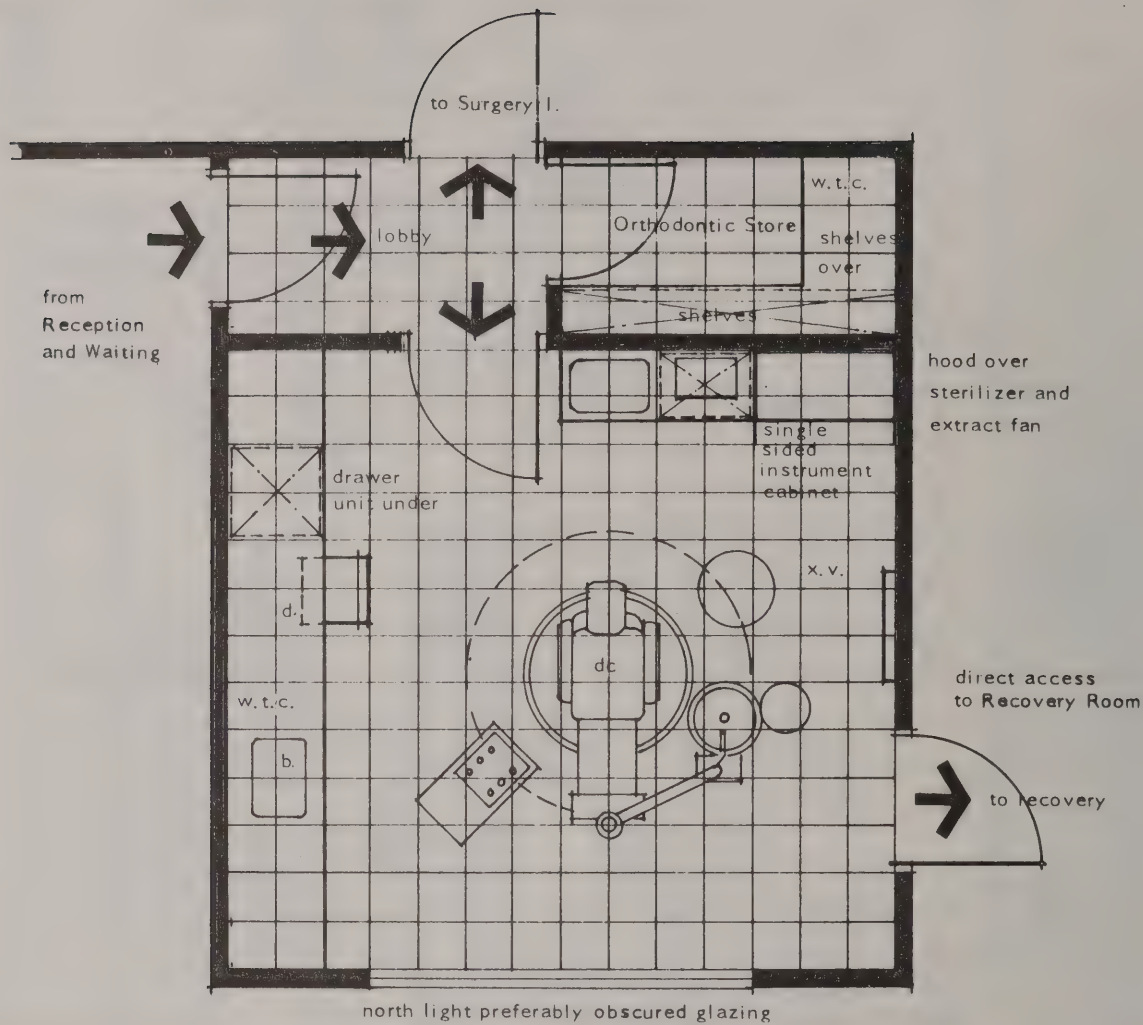 to Surgery 1.
w.t.c.
Orthodontic Store
shelves
over
lobby
from
Reception
and Waiting
shelves
hood over
sterilizer and
extract fan
single
sided
instrument
cabinet
drawer
unit under
x.v.
d.
dc
direct access
to Recovery Room
w.t.c.
b.
to recovery
north light preferably obscured glazing